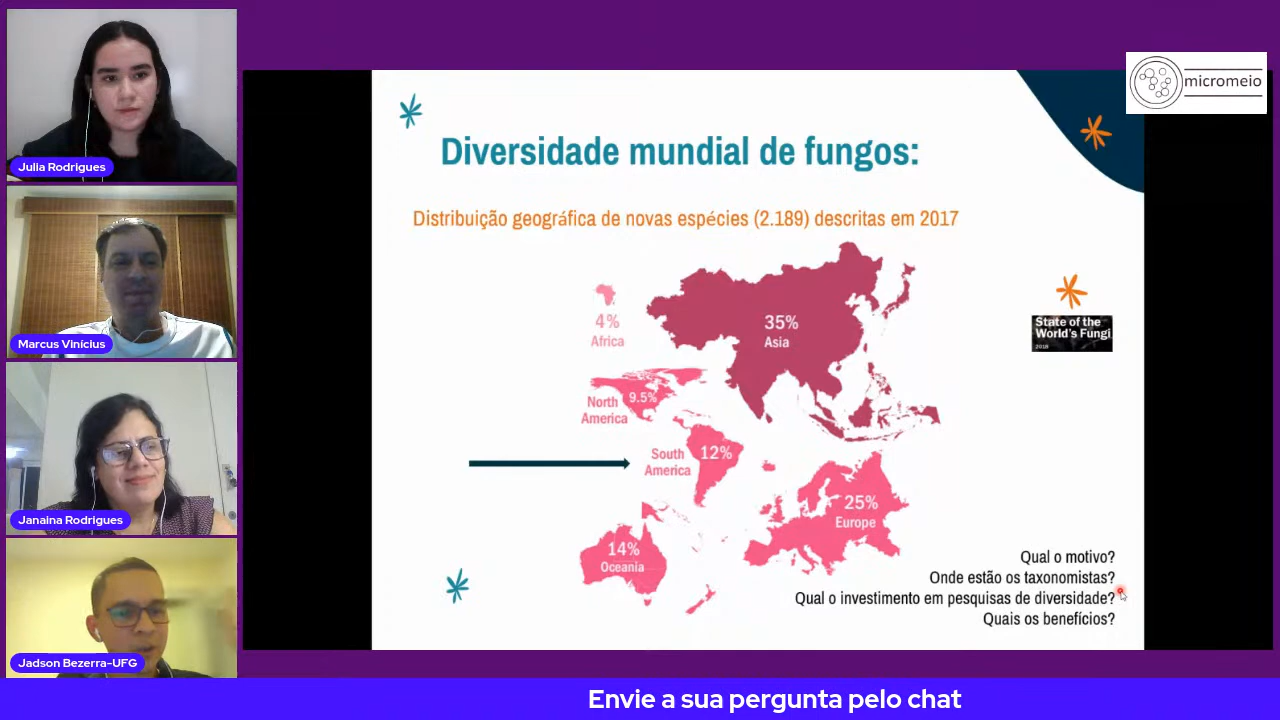 Julia Rodrigues
Marcus Vinícius
Janaina Rodrigues
Jadson Bezerra-UFG
micromeio
Diversidade mundial de fungos:
Distribuição geográfica de novas espécies (2.189) descritas em 2017
4%
Africa
35%
Asia
North
America
9.5%
South
America
12%
25%
Europe
14%
Oceania
State of the
World's Fungi
2018
Qual o motivo?
Onde estão os taxonomistas?
Qual o investimento em pesquisas de diversidade?
Quais os benefícios?
Envie a sua pergunta pelo chat